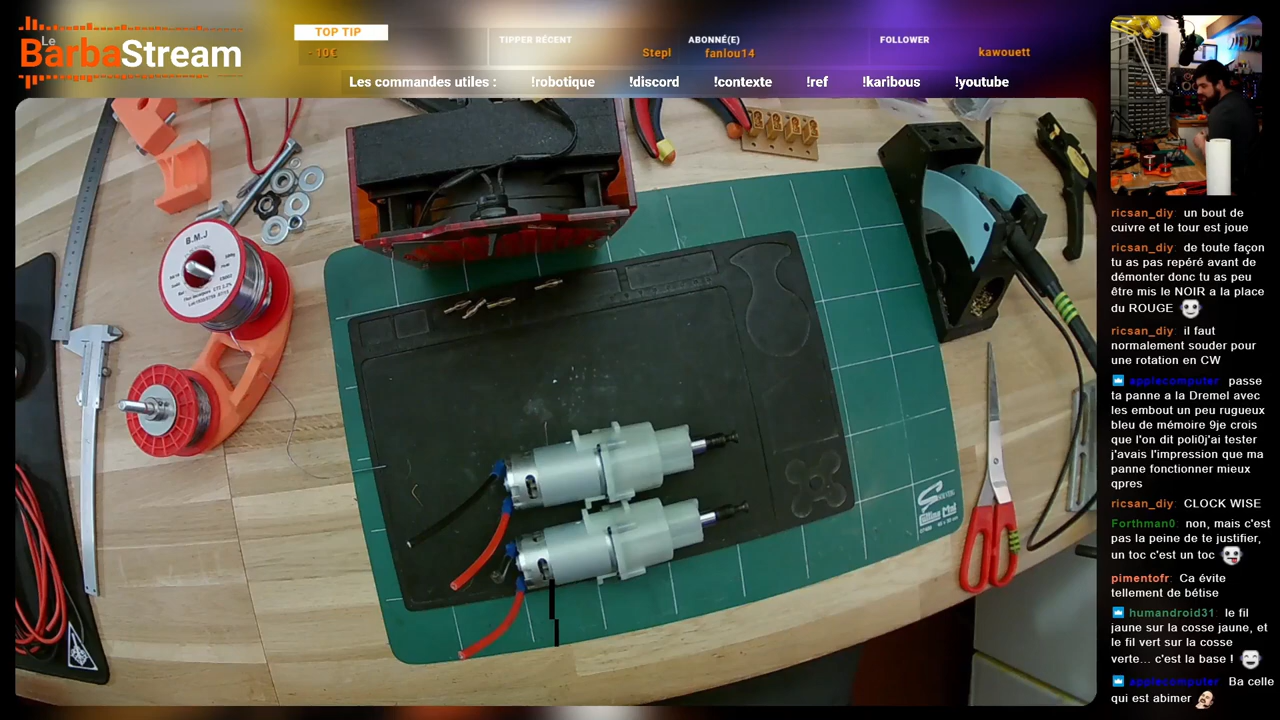 Le
BarbaStream
TOP TIP
- 10€
TIPPER RÉCENT
Stepl
ABONNÉ(E)
fanlou14
FOLLOWER
kawouett
Les commandes utiles : !robotique !discord !contexte !ref !karibous !youtube
B.M.J
ricsan_diy: un bout de
cuivre et le tour est joue
ricsan_diy: de toute façon
tu as pas repéré avant de
démonter donc tu as peu
être mis le NOIR a la place
du ROUGE
ricsan_diy: il faut
normalement souder pour
une rotation en CW
applecomputer: passe
ta panne a la Dremel avec
les embout un peu rugueux
bleu de mémoire 9je crois
que l'on dit poli0j'ai tester
j'avais l'impression que ma
panne fonctionner mieux
qpres
ricsan_diy: CLOCK WISE
Forthman0: non, mais c'est
pas la peine de te justifier,
un toc c'est un toc
pimentofr: Ca évite
tellement de bétise
humandroid31: le fil
jaune sur la cosse jaune, et
le fil vert sur la cosse
verte... c'est la base !
applecomputer: Ba celle
qui est abimer